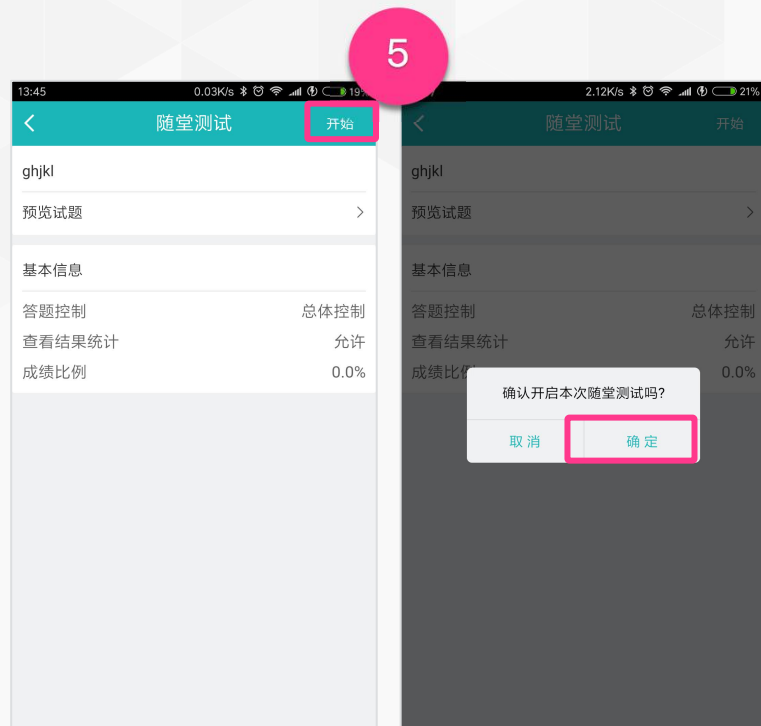 5
13:45 0.03K/s 19%
随堂测试 开始
ghjkl
预览试题
基本信息
答题控制 总体控制
查看结果统计 允许
成绩比例 0.0%
2.12K/s 21%
随堂测试 开始
ghjkl
预览试题
基本信息
答题控制 总体控制
查看结果统计 允许
成绩比 0.0%
确认开启本次随堂测试吗?
取消 确定